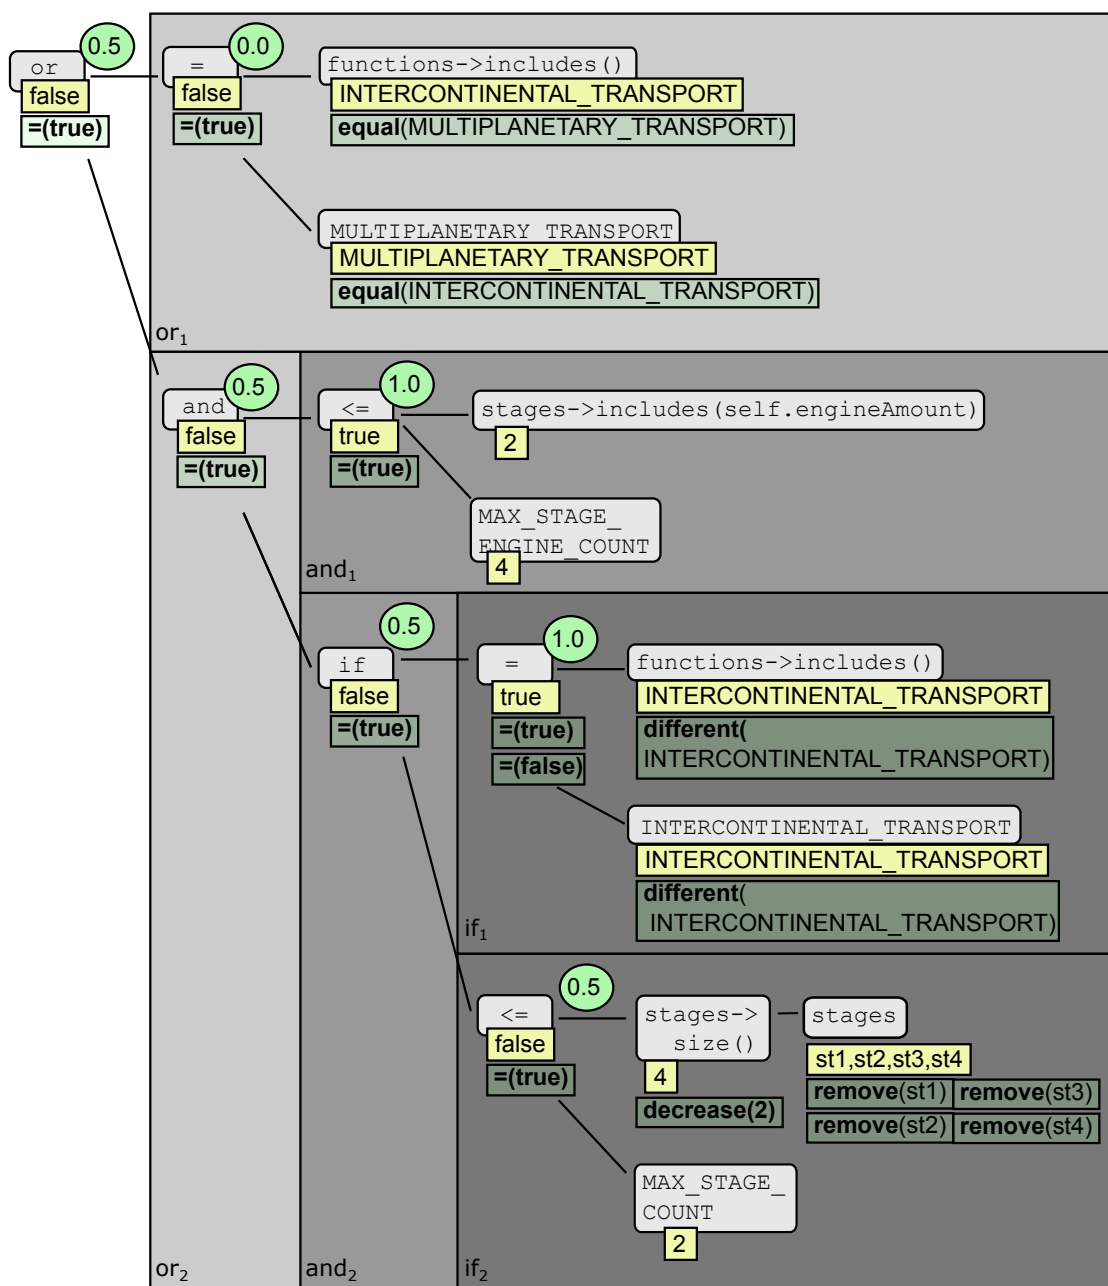 0.5
or
false
=(true)
0.0
=
false
=(true)
functions->includes()
INTERCONTINENTAL_TRANSPORT
equal(MULTIPLANETARY_TRANSPORT)
MULTIPLANETARY_TRANSPORT
MULTIPLANETARY_TRANSPORT
equal(INTERCONTINENTAL_TRANSPORT)
or1
0.5
and
false
=(true)
1.0
<=
true
=(true)
stages->includes(self.engineAmount)
2
MAX_STAGE_
ENGINE_COUNT
4
and1
0.5
if
false
=(true)
1.0
=
true
=(true)
=(false)
functions->includes()
INTERCONTINENTAL_TRANSPORT
different(
INTERCONTINENTAL_TRANSPORT)
INTERCONTINENTAL_TRANSPORT
INTERCONTINENTAL_TRANSPORT
different(
INTERCONTINENTAL_TRANSPORT)
if1
0.5
<=
false
=(true)
stages->
size()
4
decrease(2)
stages
st1,st2,st3,st4
remove(st1) remove(st3)
remove(st2) remove(st4)
MAX_STAGE_
COUNT
2
or2
and2
if2